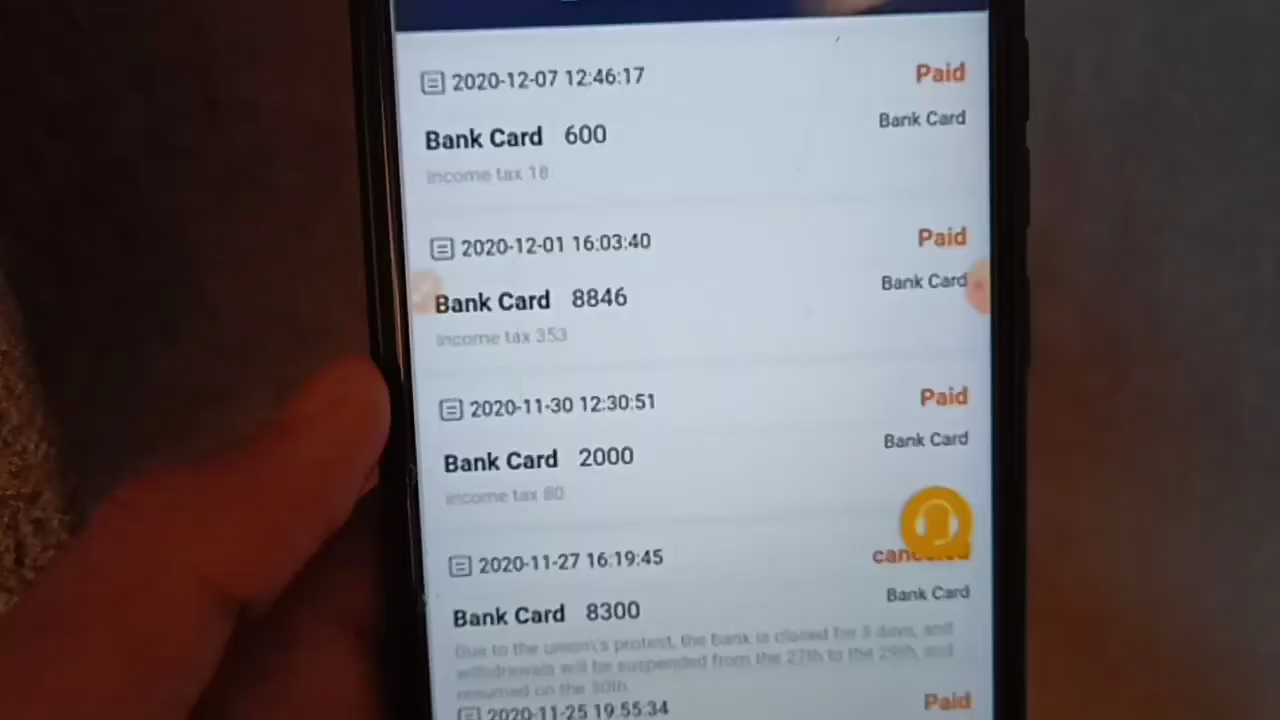 2020-12-07 12:46:17 Paid
Bank Card 600 Bank Card
income tax 18
2020-12-01 16:03:40 Paid
Bank Card 8846 Bank Card
income tax 353
2020-11-30 12:30:51 Paid
Bank Card 2000 Bank Card
income tax 80
2020-11-27 16:19:45
Bank Card 8300 Bank Card
Due to the union's protest, the bank is closed for 3 days, and
withdrawals will be suspended from the 27th to the 29th, and
resumed on the 30th
2020-11-25 19:55:34 Paid